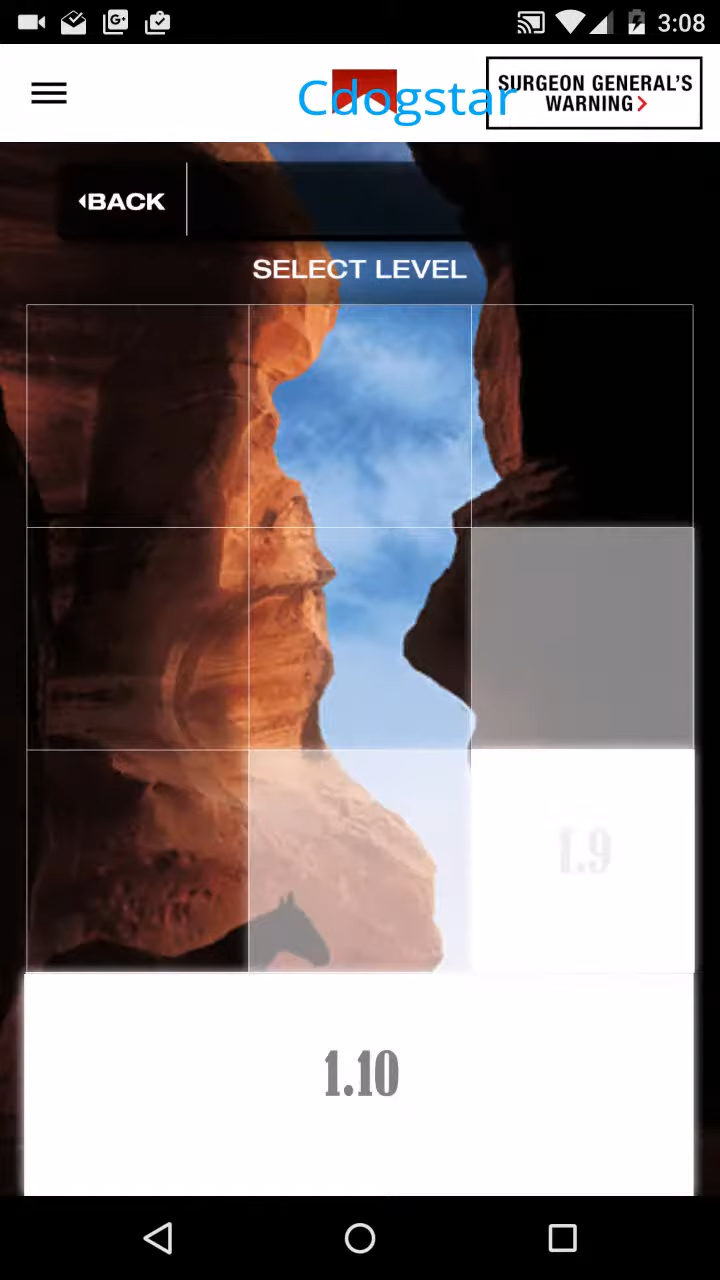 3:08
Cdogstar
SURGEON GENERAL'S
WARNING
BACK
SELECT LEVEL
1.9
1.10